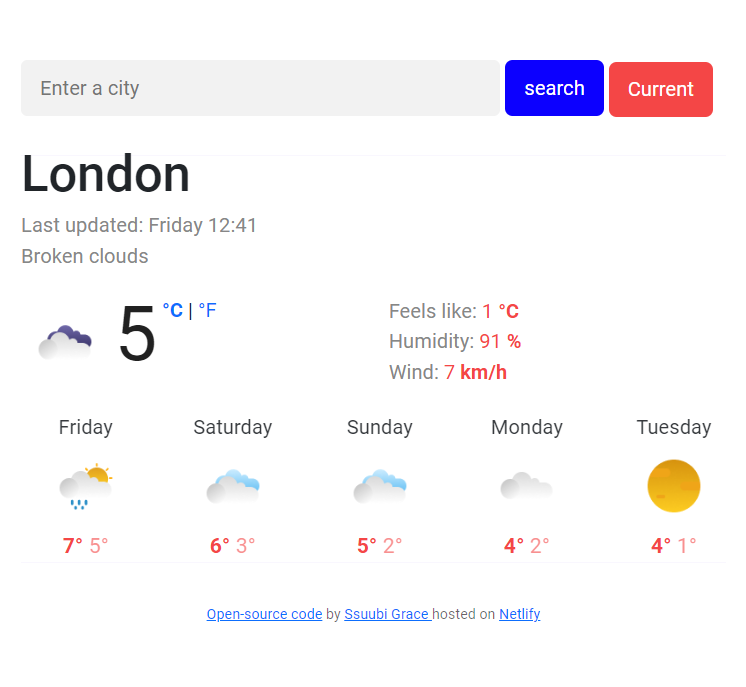 Enter a city search Current
London
Last updated: Friday 12:41
Broken clouds
5 °C | °F
Feels like: 1 °C
Humidity: 91 %
Wind: 7 km/h
Friday Saturday Sunday Monday Tuesday
7° 5° 6° 3° 5° 2° 4° 2° 4° 1°
Open-source code by Ssuubi Grace hosted on Netlify